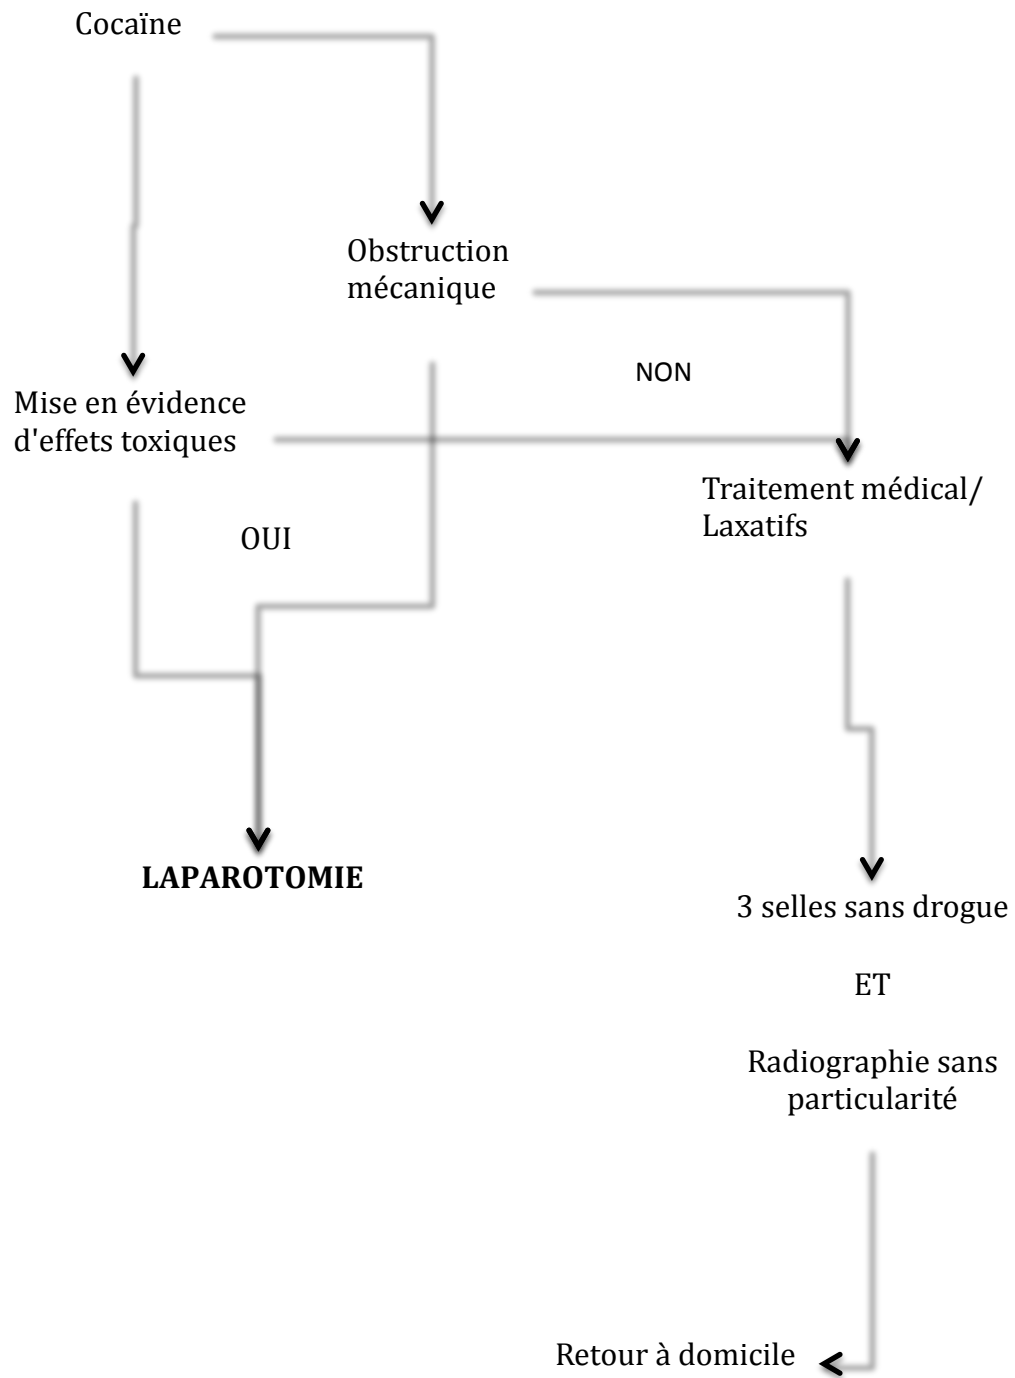 Cocaïne
Obstruction
mécanique
NON
Mise en évidence
d'effets toxiques
Traitement médical/
Laxatifs
OUI
LAPAROTOMIE
3 selles sans drogue
ET
Radiographie sans
particularité
Retour à domicile